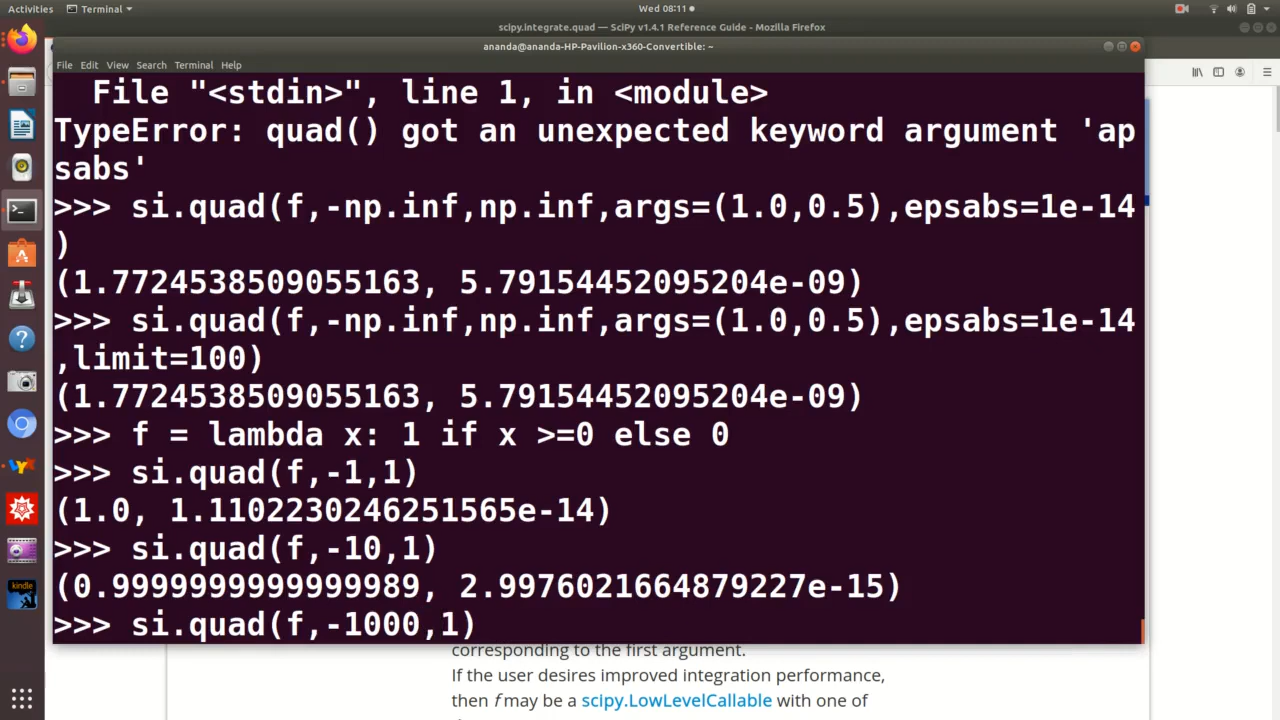 Activities Terminal Wed 08:11
scipy.integrate.quad — SciPy v1.4.1 Reference Guide - Mozilla Firefox
ananda@ananda-HP-Pavilion-x360-Convertible: ~
File Edit View Search Terminal Help
File "<stdin>", line 1, in <module>
TypeError: quad() got an unexpected keyword argument 'ap
sabs'
>>> si.quad(f,-np.inf,np.inf,args=(1.0,0.5),epsabs=1e-14
)
(1.7724538509055163, 5.79154452095204e-09)
>>> si.quad(f,-np.inf,np.inf,args=(1.0,0.5),epsabs=1e-14
,limit=100)
(1.7724538509055163, 5.79154452095204e-09)
>>> f = lambda x: 1 if x >=0 else 0
>>> si.quad(f,-1,1)
(1.0, 1.1102230246251565e-14)
>>> si.quad(f,-10,1)
(0.9999999999999989, 2.9976021664879227e-15)
>>> si.quad(f,-1000,1)
kindle
corresponding to the first argument.
If the user desires improved integration performance,
then f may be a scipy.LowLevelCallable with one of